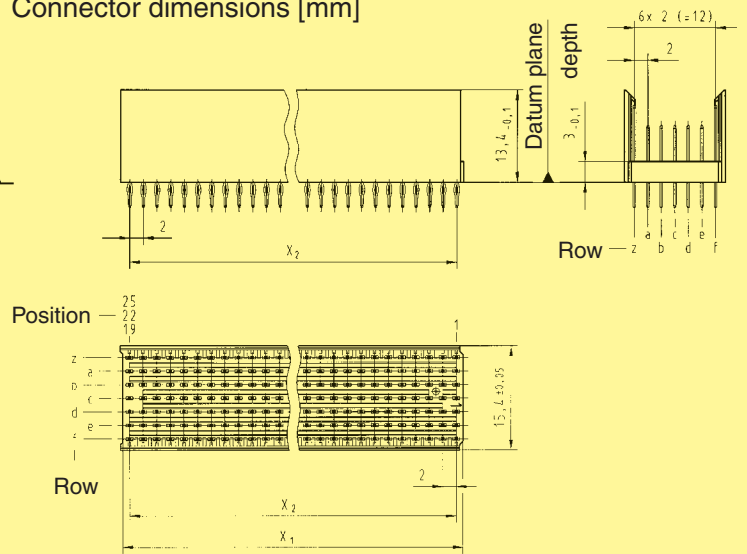 Connector dimensions [mm]
6x 2 (=12)
2
13,4 -0,1
Datum plane
depth
3 -0,1
2
X2
Row
z a b c d e f
Position
25
22
19
1
z
a
b
c
d
e
f
15,4 ±0,05
Row
2
X2
X1